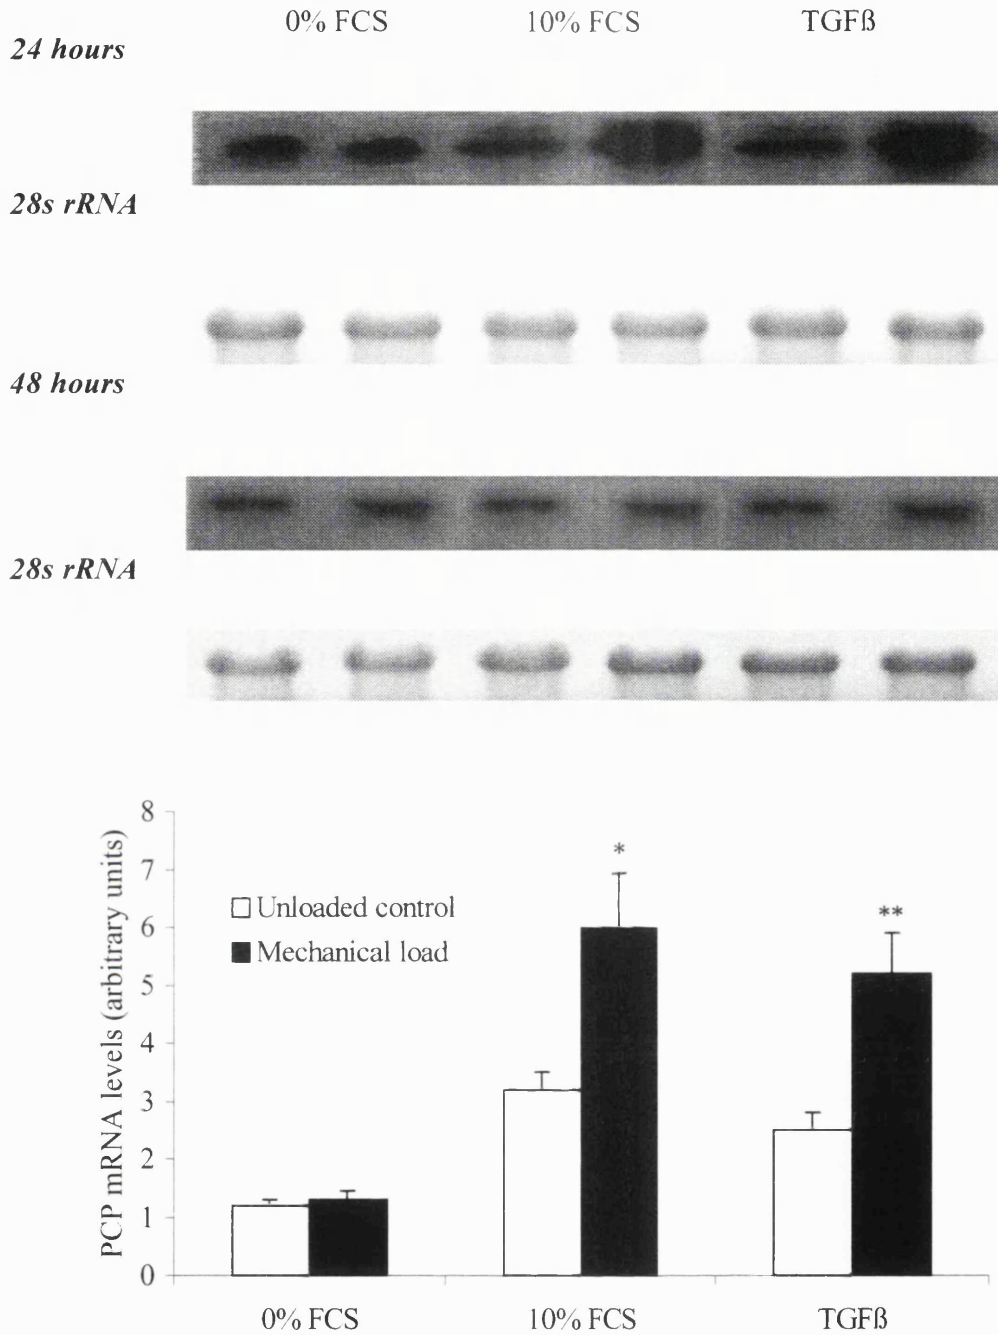 0% FCS 10% FCS TGFß
24 hours
28s rRNA
48 hours
28s rRNA
PCP mRNA levels (arbitrary units)
8
7
6
5
4
3
2
1
0
Unloaded control
Mechanical load
*
**
0% FCS 10% FCS TGFß